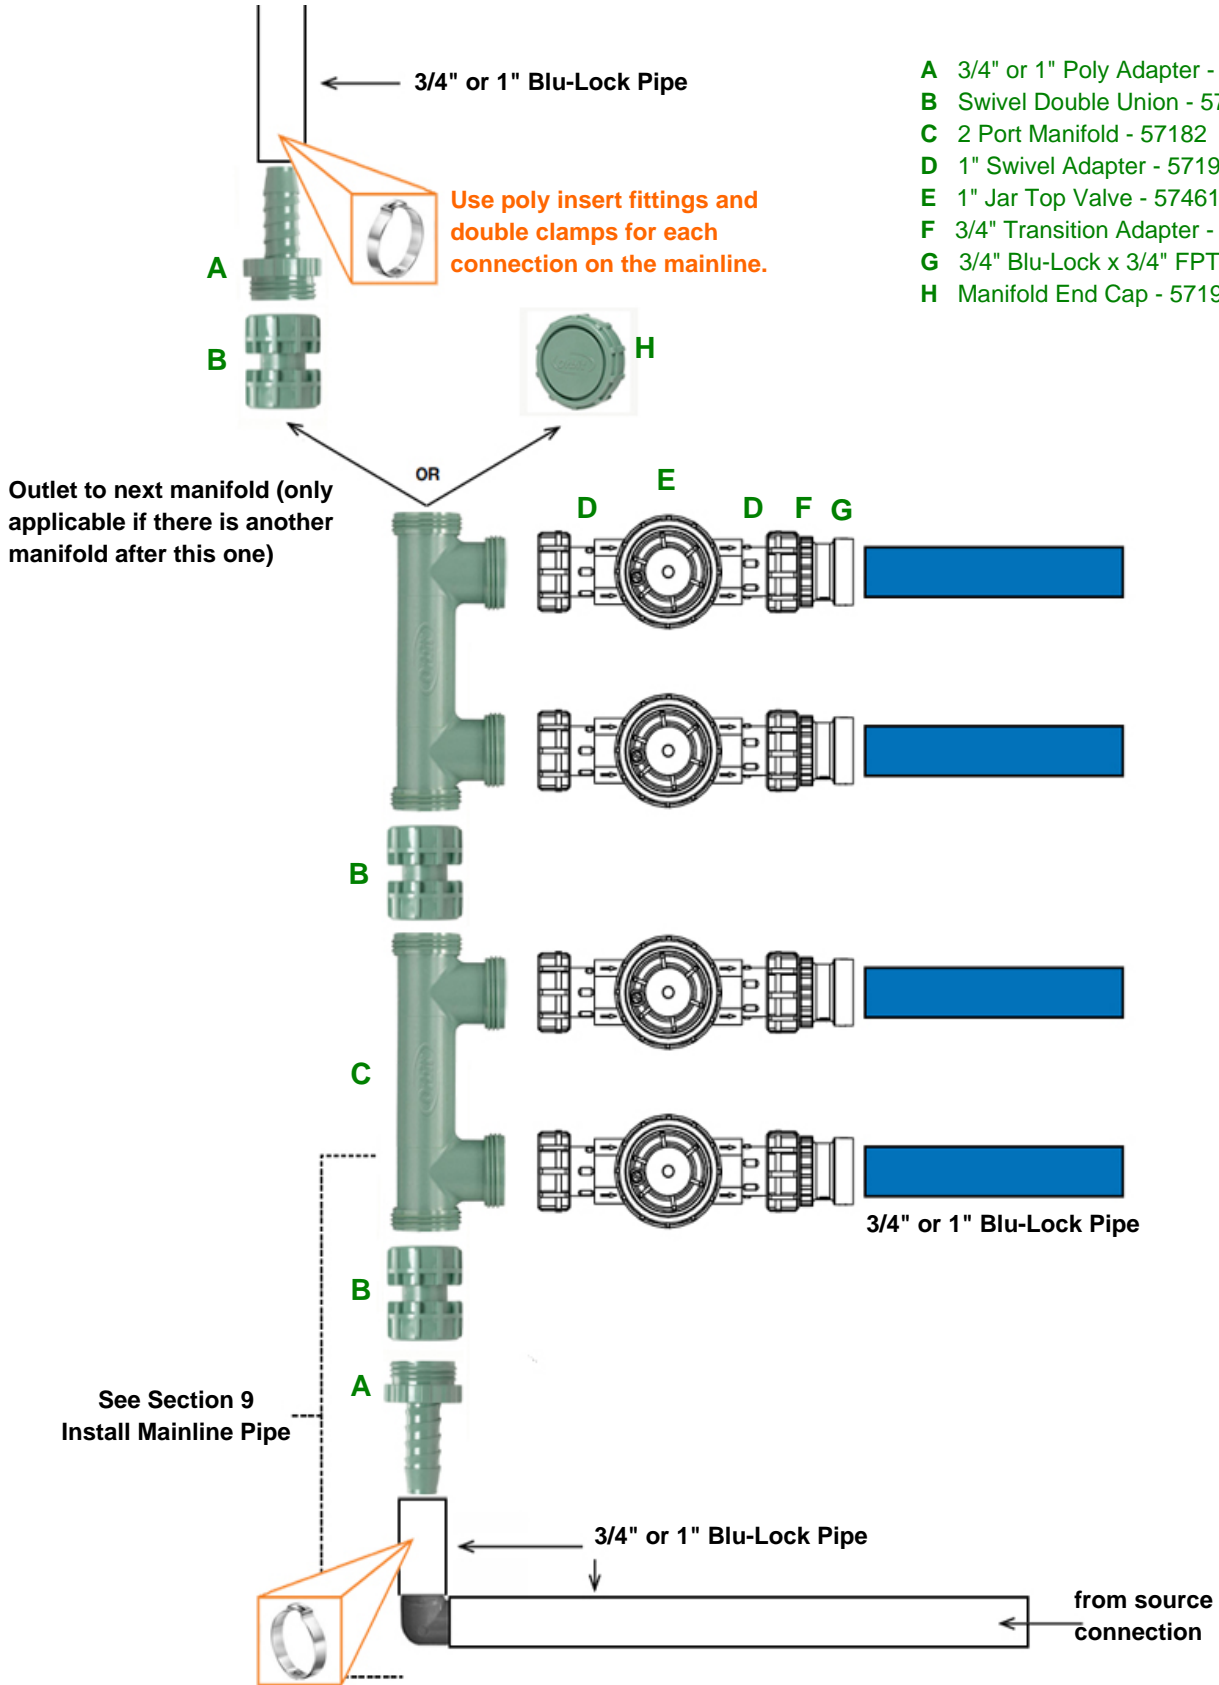 3/4" or 1" Blu-Lock Pipe
A 3/4" or 1" Poly Adapter -
B Swivel Double Union - 57
C 2 Port Manifold - 57182
D 1" Swivel Adapter - 5719
E 1" Jar Top Valve - 57461
F 3/4" Transition Adapter -
G 3/4" Blu-Lock x 3/4" FPT
H Manifold End Cap - 5719
Use poly insert fittings and
double clamps for each
connection on the mainline.
A
B
H
OR
Outlet to next manifold (only
applicable if there is another
manifold after this one)
D
E
D
F
G
B
C
3/4" or 1" Blu-Lock Pipe
B
A
See Section 9
Install Mainline Pipe
3/4" or 1" Blu-Lock Pipe
from source
connection